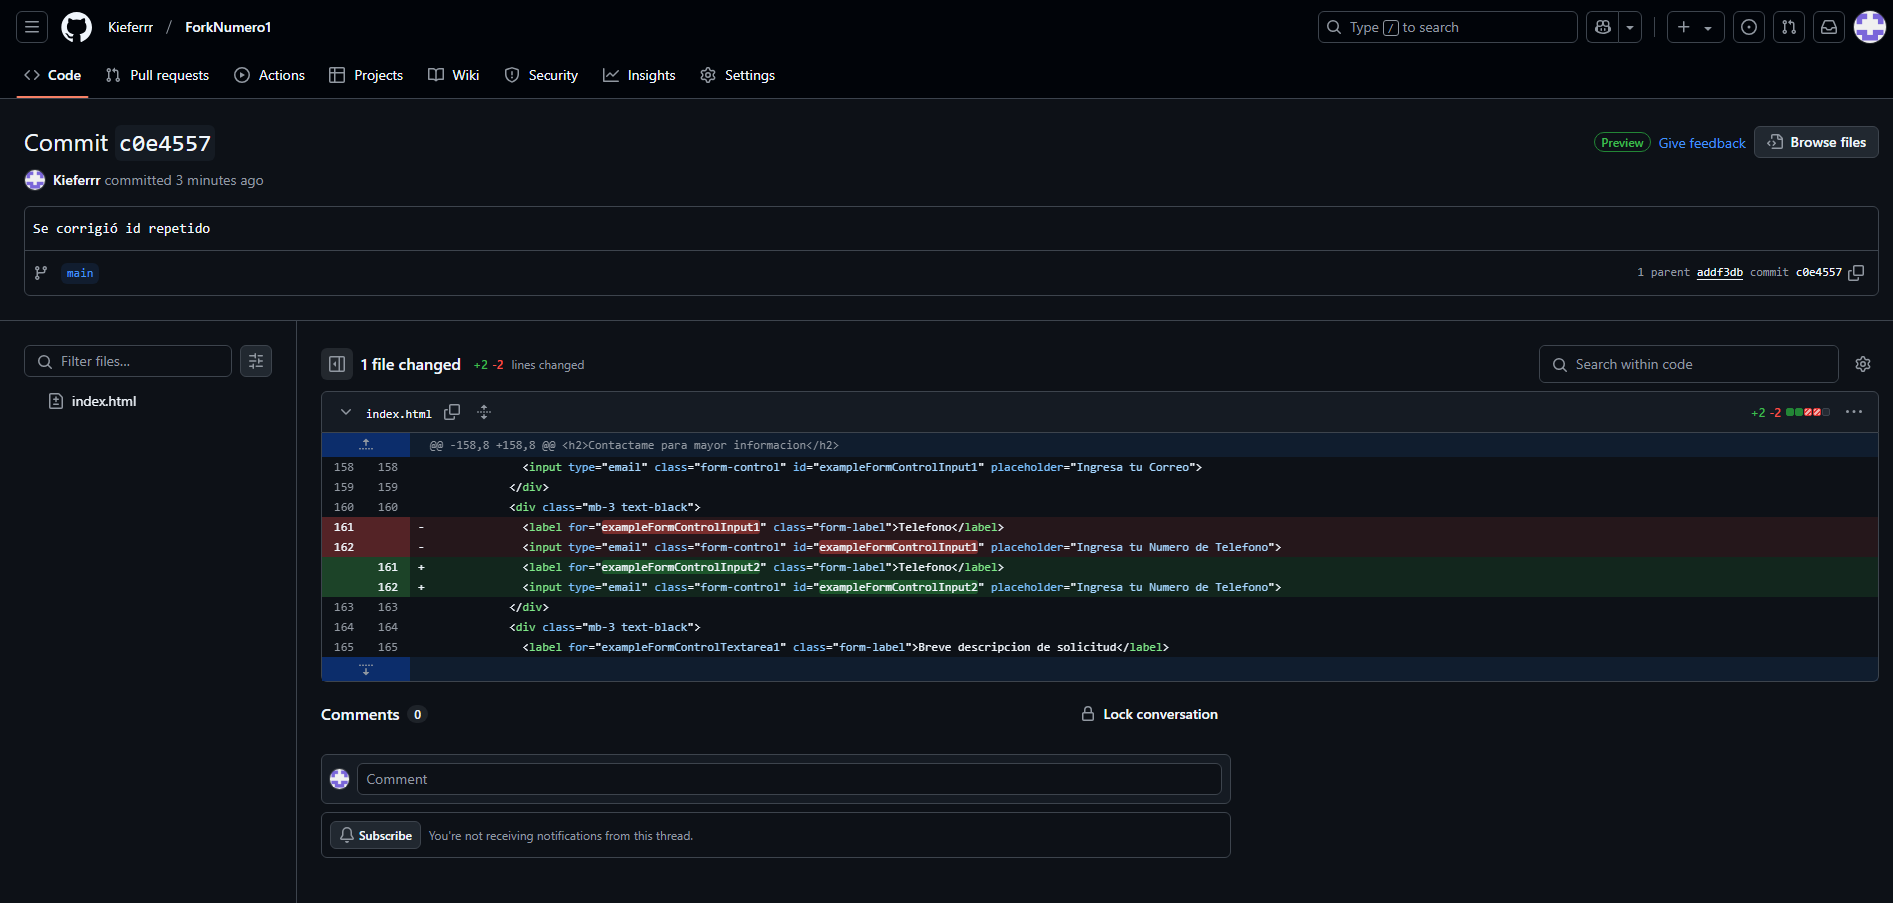 Kieferrr / ForkNumero1
Type / to search
Code Pull requests Actions Projects Wiki Security Insights Settings
Commit c0e4557
Preview Give feedback Browse files
Kieferrr committed 3 minutes ago
Se corrigió id repetido
main
1 parent addf3db commit c0e4557
Filter files...
index.html
1 file changed +2 -2 lines changed
Search within code
index.html
+2 -2
@@ -158,8 +158,8 @@ <h2>Contactame para mayor informacion</h2>
158 158 <input type="email" class="form-control" id="exampleFormControlInput1" placeholder="Ingresa tu Correo">
159 159 </div>
160 160 <div class="mb-3 text-black">
161 - <label for="exampleFormControlInput1" class="form-label">Telefono</label>
162 - <input type="email" class="form-control" id="exampleFormControlInput1" placeholder="Ingresa tu Numero de Telefono">
161 + <label for="exampleFormControlInput2" class="form-label">Telefono</label>
162 + <input type="email" class="form-control" id="exampleFormControlInput2" placeholder="Ingresa tu Numero de Telefono">
163 163 </div>
164 164 <div class="mb-3 text-black">
165 165 <label for="exampleFormControlTextarea1" class="form-label">Breve descripcion de solicitud</label>
Comments 0
Lock conversation
Comment
Subscribe You're not receiving notifications from this thread.